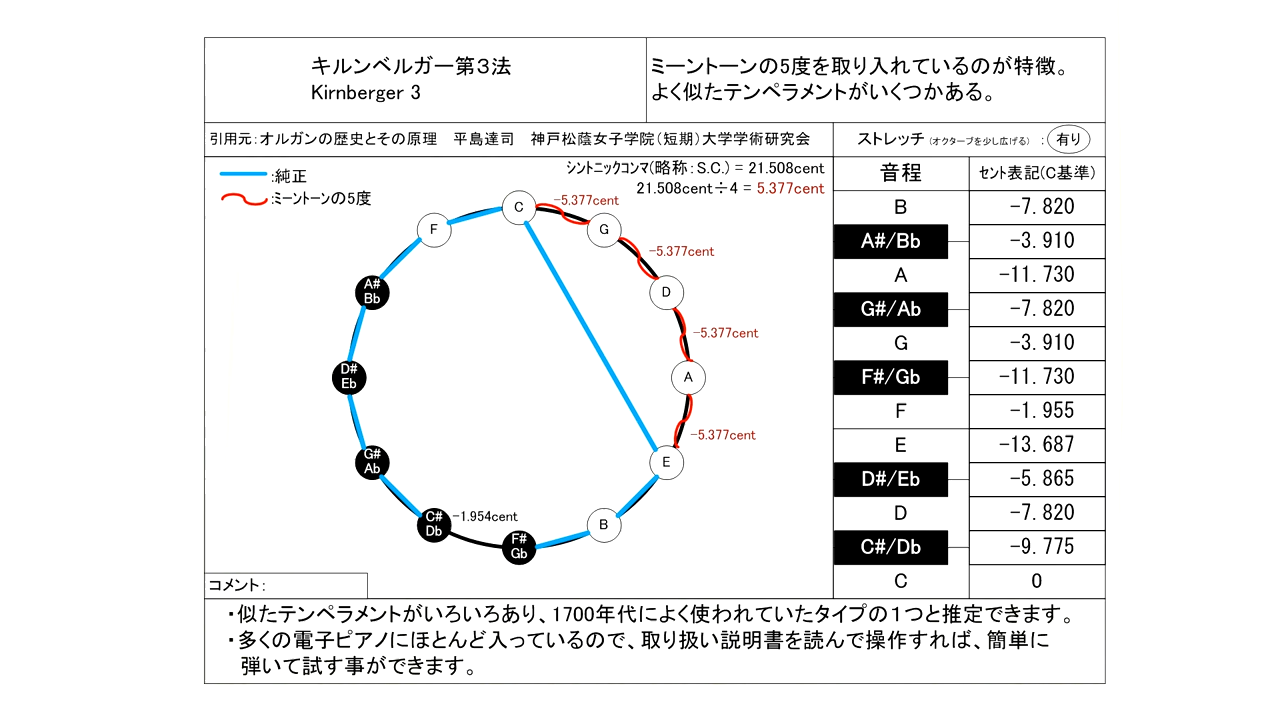 キルンベルガー第３法
Kirnberger 3
ミーントーンの5度を取り入れているのが特徴。
よく似たテンペラメントがいくつかある。
引用元：オルガンの歴史とその原理　平島達司　神戸松蔭女子学院（短期）大学学術研究会
ストレッチ（オクターブを少し広げる）：有り
:純正
:ミーントーンの5度
シントニックコンマ(略称：S.C.) = 21.508cent
21.508cent÷4 = 5.377cent
C
-5.377cent
G
-5.377cent
D
-5.377cent
A
-5.377cent
E
B
F#
Gb
-1.954cent
C#
Db
G#
Ab
D#
Eb
A#
Bb
F
音程 セント表記(C基準)
B -7.820
A#/Bb -3.910
A -11.730
G#/Ab -7.820
G -3.910
F#/Gb -11.730
F -1.955
E -13.687
D#/Eb -5.865
D -7.820
C#/Db -9.775
C 0
コメント：
・似たテンペラメントがいろいろあり、1700年代によく使われていたタイプの１つと推定できます。
・多くの電子ピアノにほとんど入っているので、取り扱い説明書を読んで操作すれば、簡単に
弾いて試す事ができます。